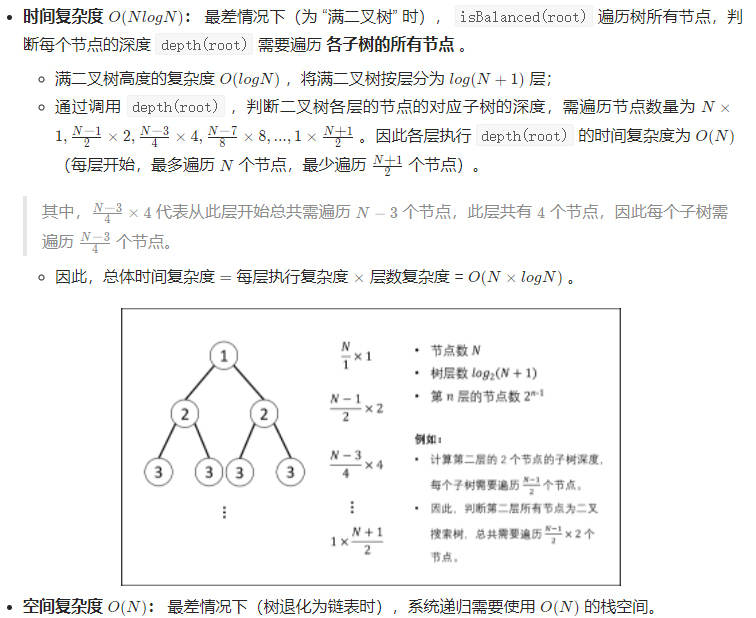 • 时间复杂度 O(NlogN)： 最差情况下（为 “满二叉树” 时）， isBalanced(root) 遍历树所有节点，判
断每个节点的深度 depth(root) 需要遍历 各子树的所有节点 。
◦ 满二叉树高度的复杂度 O(logN) ，将满二叉树按层分为 log(N + 1) 层；
◦ 通过调用 depth(root) ，判断二叉树各层的节点的对应子树的深度，需遍历节点数量为 N ×
1, \frac{N-1}{2} × 2, \frac{N-3}{4} × 4, \frac{N-7}{8} × 8, ..., 1 × \frac{N+1}{2} 。因此各层执行 depth(root) 的时间复杂度为 O(N)
（每层开始，最多遍历 N 个节点，最少遍历 \frac{N+1}{2} 个节点）。
其中，\frac{N-3}{4} × 4 代表从此层开始总共需遍历 N − 3 个节点，此层共有 4 个节点，因此每个子树需
遍历 \frac{N-3}{4} 个节点。
◦ 因此，总体时间复杂度 = 每层执行复杂度 × 层数复杂度 = O(N × logN) 。
1
2 2
3 3 3 3
⋮
\frac{N}{1} × 1
\frac{N-1}{2} × 2
\frac{N-3}{4} × 4
⋮
1 × \frac{N+1}{2}
• 节点数 N
• 树层数 log₂(N + 1)
• 第 n 层的节点数 2ⁿ⁻¹
例如：
• 计算第二层的 2 个节点的子树深度，
每个子树需要遍历 \frac{N-1}{2} 个节点。
• 因此，判断第二层所有节点为二叉
搜索树，总共需要遍历 \frac{N-1}{2} × 2 个
节点。
• 空间复杂度 O(N)： 最差情况下（树退化为链表时），系统递归需要使用 O(N) 的栈空间。